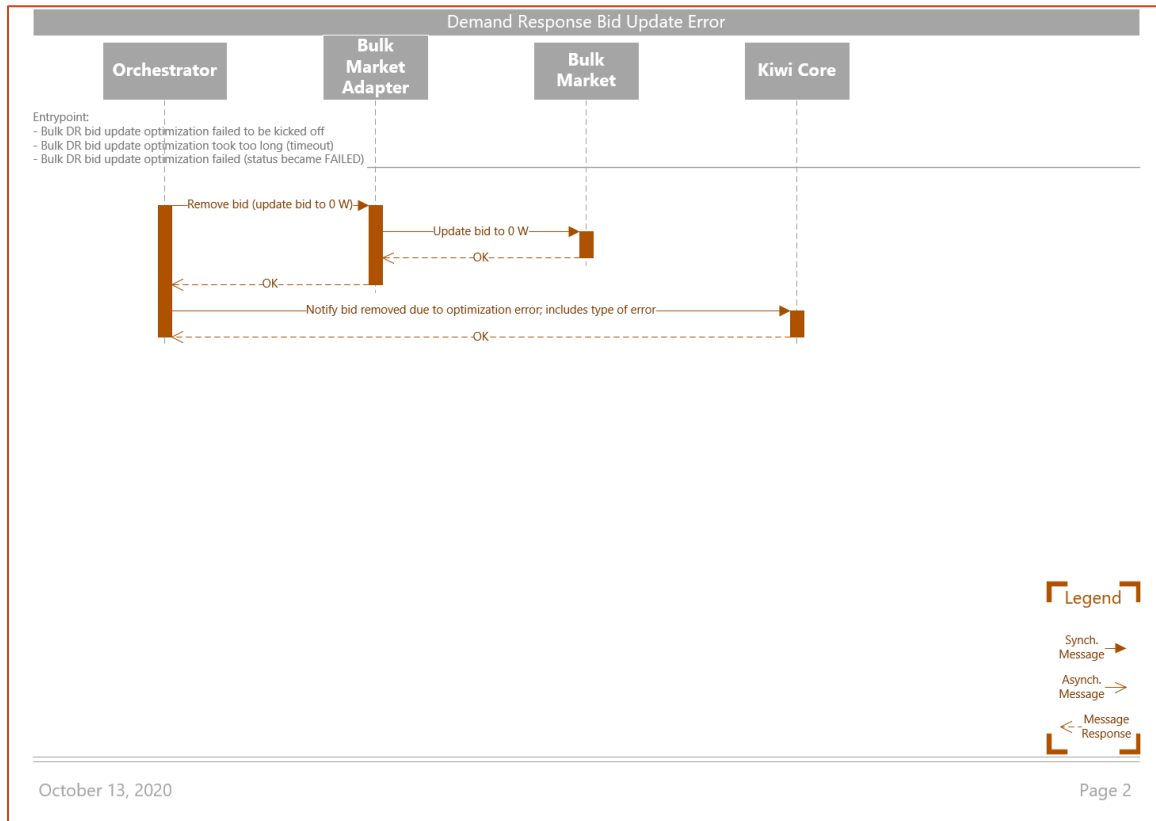 Demand Response Bid Update Error
Orchestrator
Bulk
Market
Adapter
Bulk
Market
Kiwi Core
Entrypoint:
- Bulk DR bid update optimization failed to be kicked off
- Bulk DR bid update optimization took too long (timeout)
- Bulk DR bid update optimization failed (status became FAILED)
Remove bid (update bid to 0 W)
Update bid to 0 W
OK
OK
Notify bid removed due to optimization error; includes type of error
OK
Legend
Synch.
Message
Asynch.
Message
Message
Response
October 13, 2020
Page 2